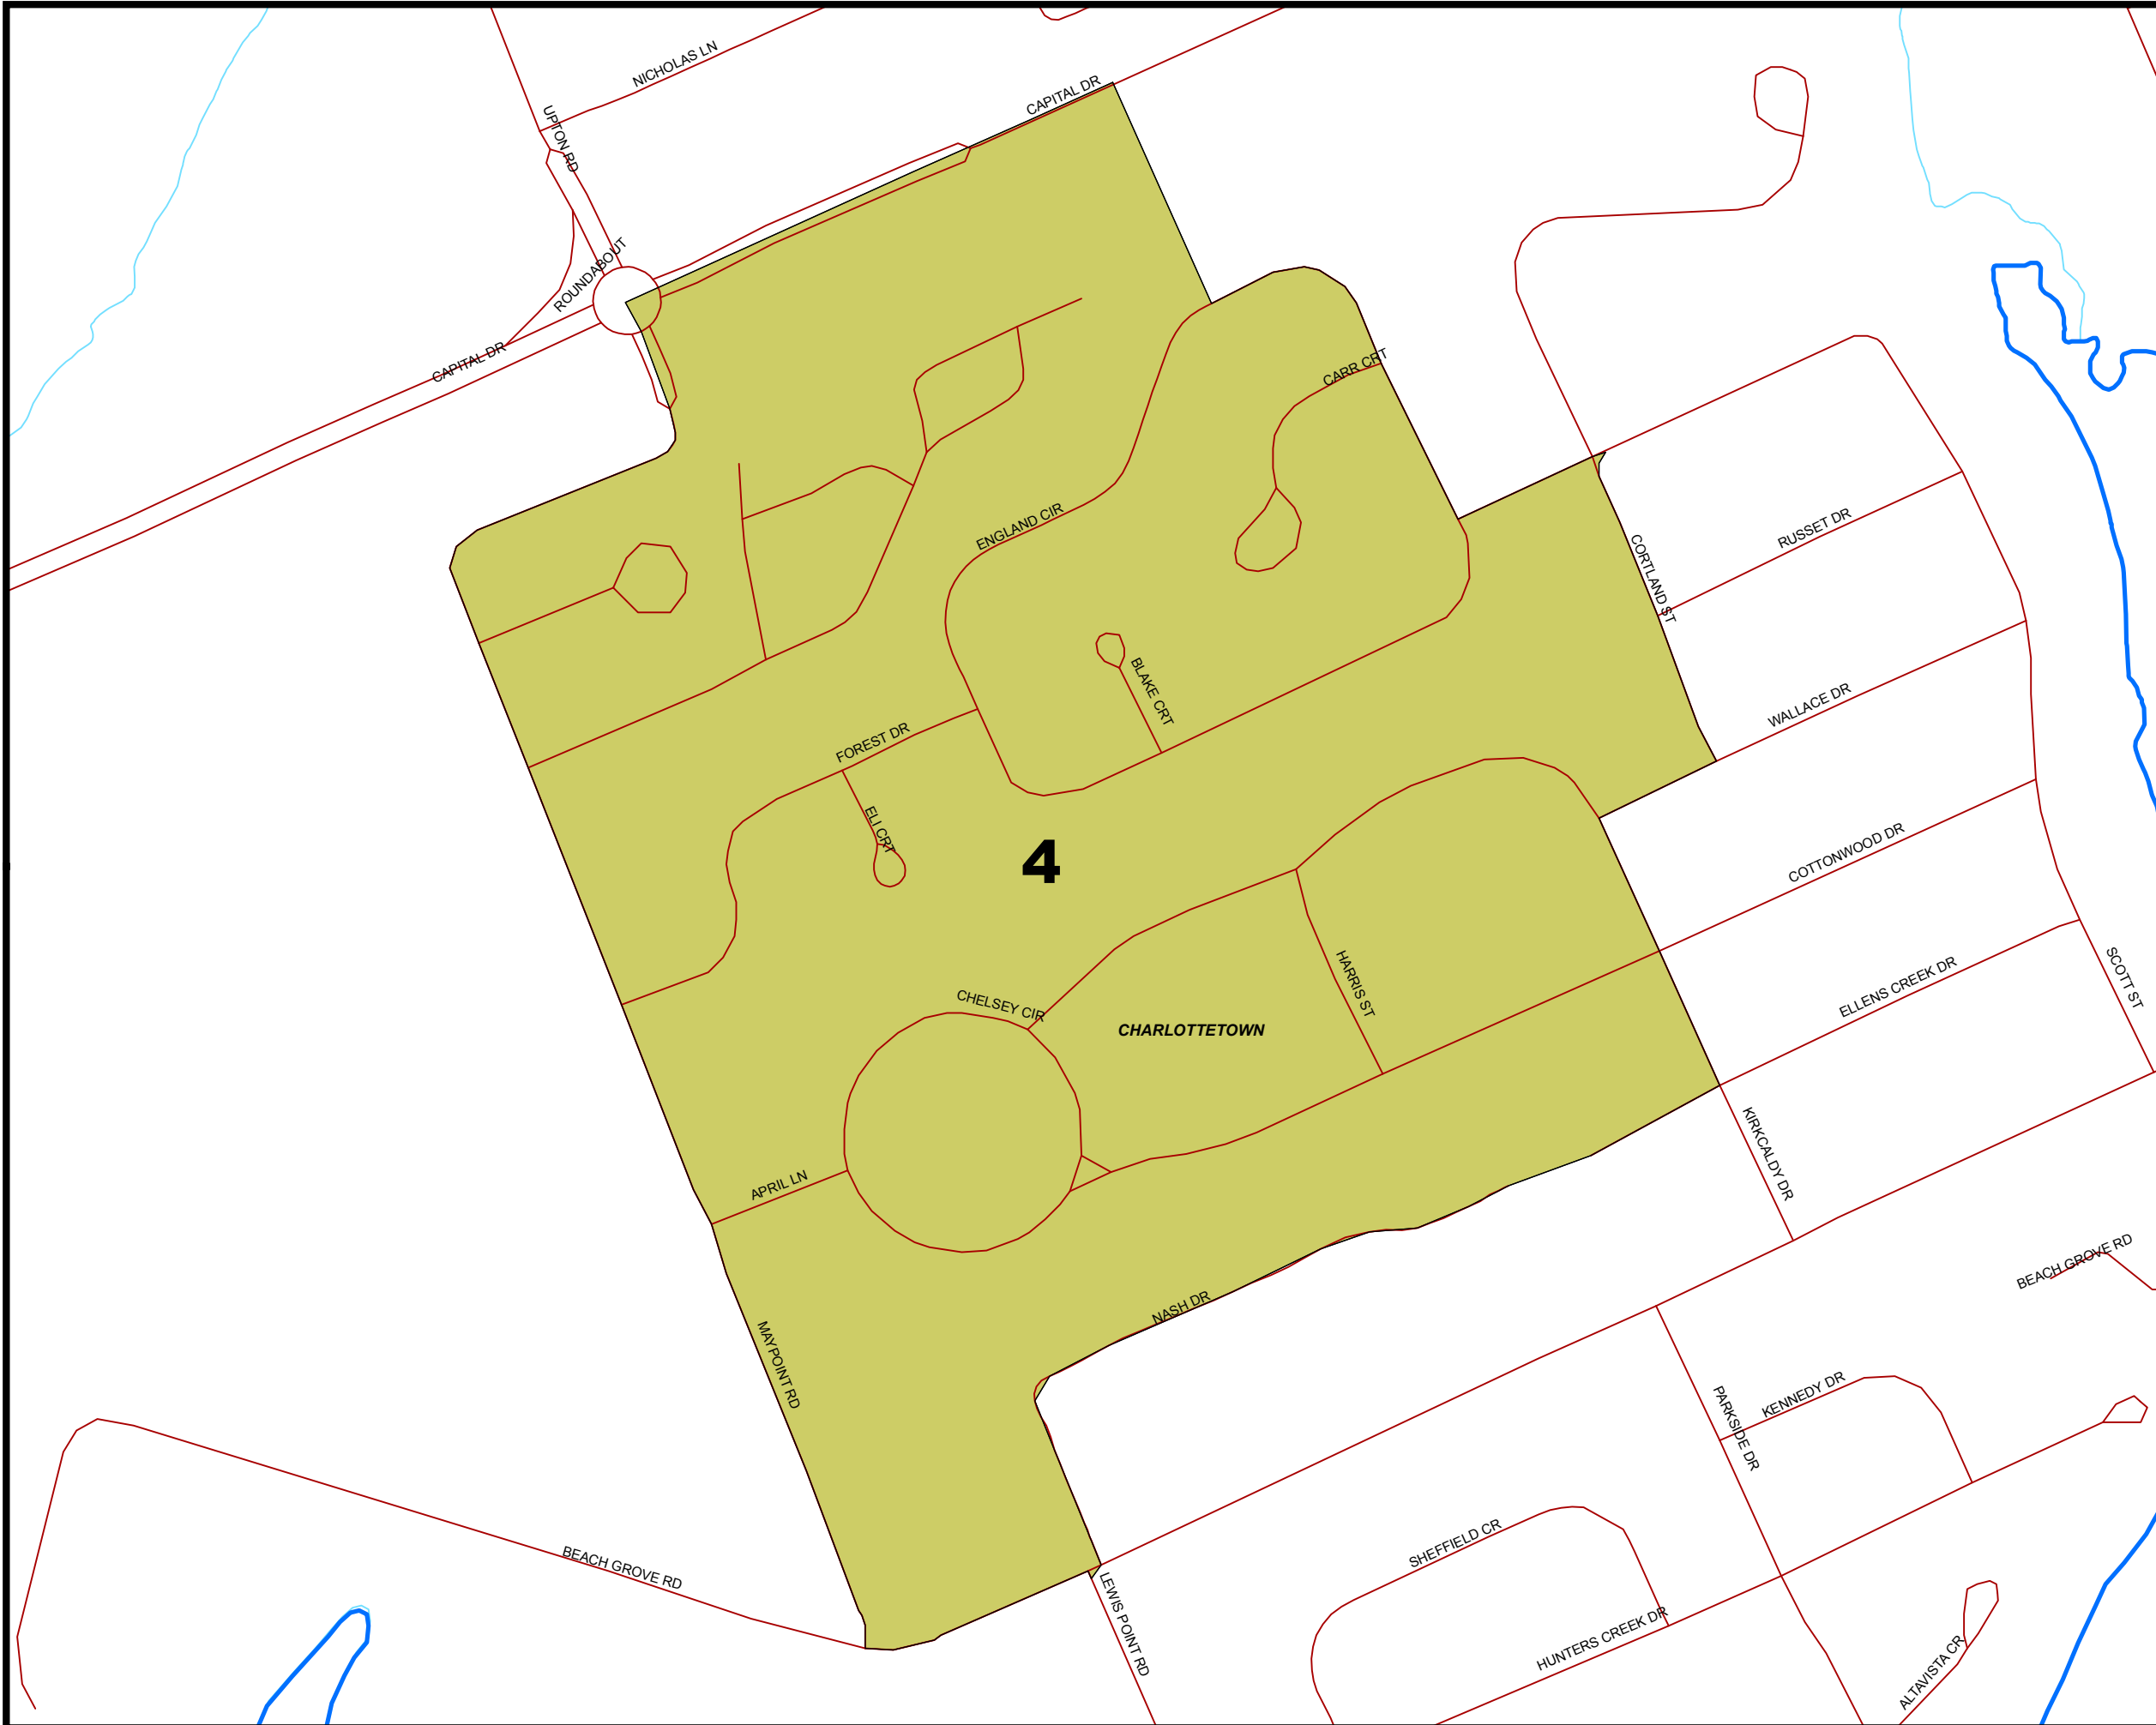 NICHOLAS LN
CAPITAL DR
UPTON RD
ROUNDABOUT
CAPITAL DR
CARR CRT
ENGLAND CIR
RUSSET DR
CORTLAND ST
BLAKE CRT
WALLACE DR
FOREST DR
ELI CRT
4
COTTONWOOD DR
HARRIS ST
ELLENS CREEK DR
SCOTT ST
CHELSEY CIR
CHARLOTTETOWN
KIRKCALDY DR
APRIL LN
BEACH GROVE RD
NASH DR
MAYPOINT RD
KENNEDY DR
PARKSIDE DR
SHEFFIELD CR
BEACH GROVE RD
LEWIS POINT RD
HUNTERS CREEK DR
ALTAVISTA CR